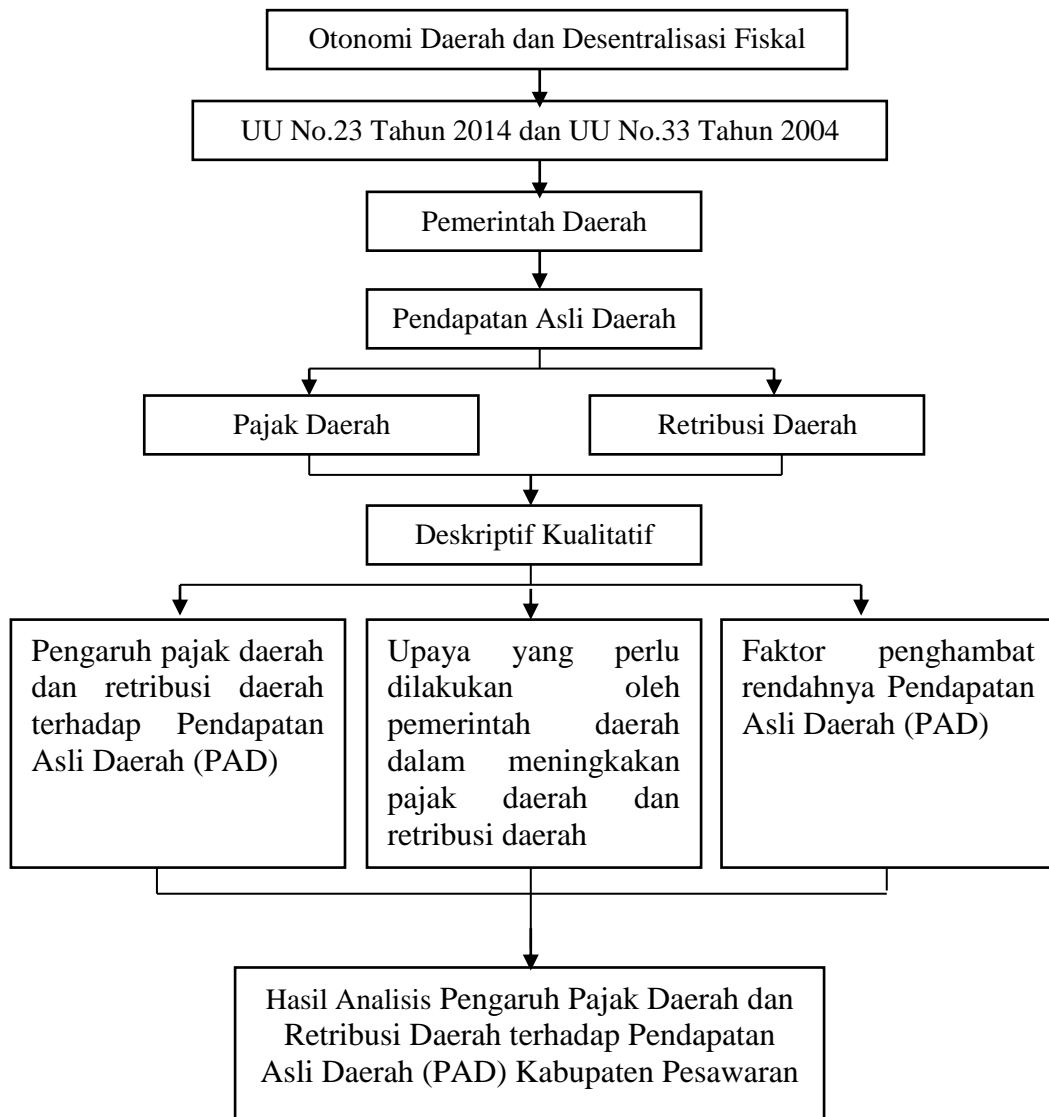 Otonomi Daerah dan Desentralisasi Fiskal
UU No.23 Tahun 2014 dan UU No.33 Tahun 2004
Pemerintah Daerah
Pendapatan Asli Daerah
Pajak Daerah
Retribusi Daerah
Deskriptif Kualitatif
Pengaruh pajak daerah
dan retribusi daerah
terhadap Pendapatan
Asli Daerah (PAD)
Upaya yang perlu
dilakukan oleh
pemerintah daerah
dalam meningkakan
pajak daerah dan
retribusi daerah
Faktor penghambat
rendahnya Pendapatan
Asli Daerah (PAD)
Hasil Analisis Pengaruh Pajak Daerah dan
Retribusi Daerah terhadap Pendapatan
Asli Daerah (PAD) Kabupaten Pesawaran